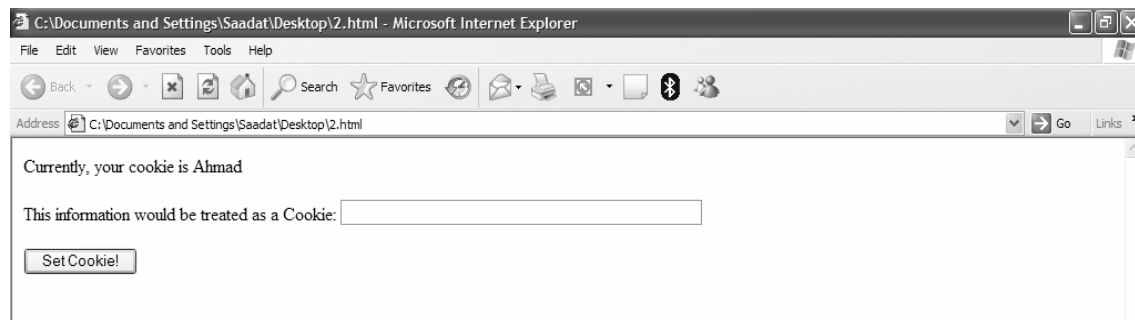 C:\Documents and Settings\Saadat\Desktop\2.html - Microsoft Internet Explorer
File Edit View Favorites Tools Help
Back Search Favorites
Address C:\Documents and Settings\Saadat\Desktop\2.html Go Links
Currently, your cookie is Ahmad
This information would be treated as a Cookie:
Set Cookie!